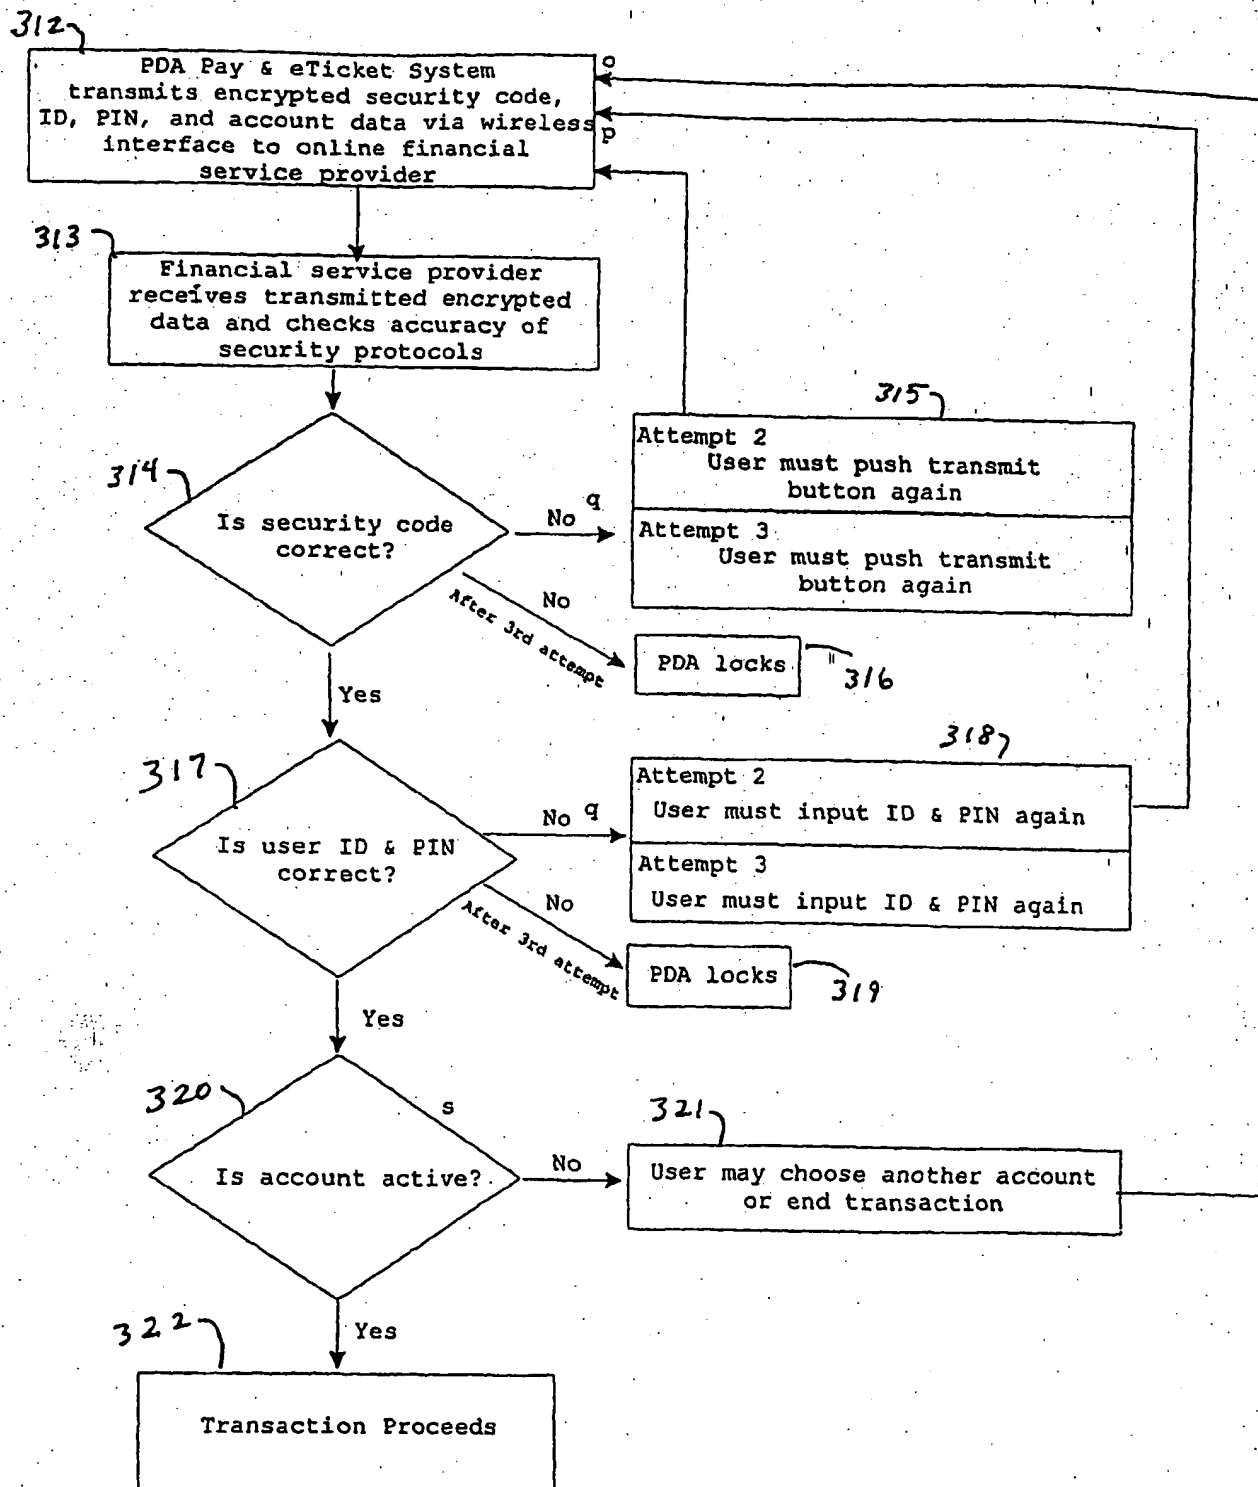 312
PDA Pay & eTicket System
transmits encrypted security code,
ID, PIN, and account data via wireless
interface to online financial
service provider
o
p
313
Financial service provider
receives transmitted encrypted
data and checks accuracy of
security protocols
314
Is security code
correct?
No q
315
Attempt 2
User must push transmit
button again
Attempt 3
User must push transmit
button again
No
After 3rd attempt
PDA locks
316
Yes
317
Is user ID & PIN
correct?
No q
318
Attempt 2
User must input ID & PIN again
Attempt 3
User must input ID & PIN again
No
After 3rd attempt
PDA locks
319
Yes
320
s
Is account active?
No
321
User may choose another account
or end transaction
Yes
322
Transaction Proceeds